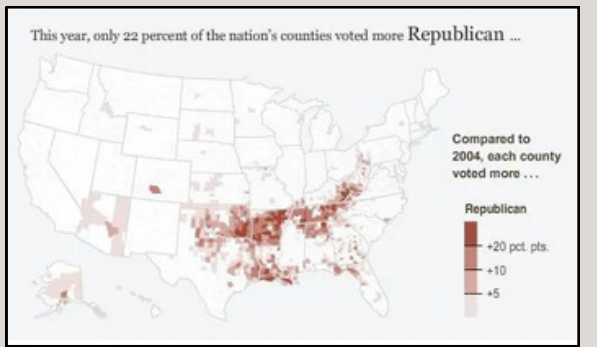 This year, only 22 percent of the nation's counties voted more Republican ...
Compared to
2004, each county
voted more ...
Republican
+20 pct. pts.
+10
+5